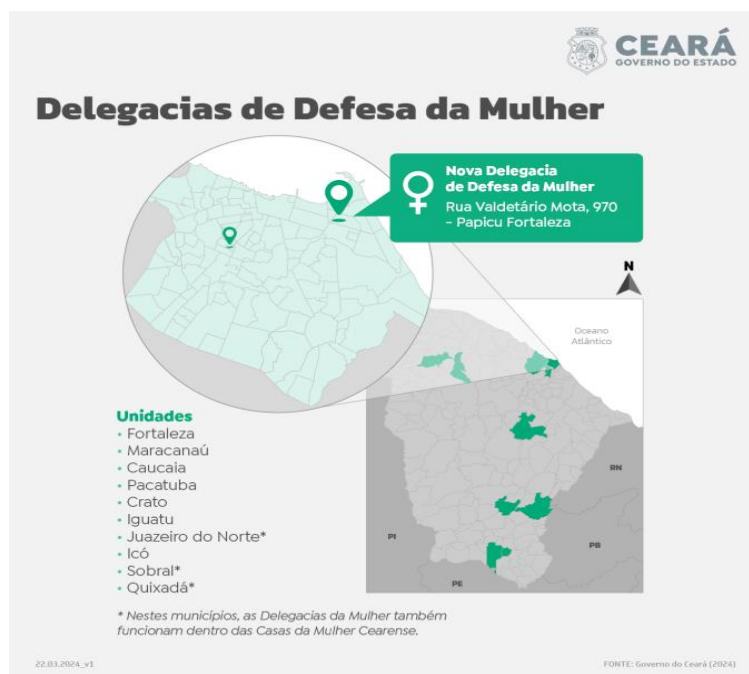 CEARÁ
GOVERNO DO ESTADO
Delegacias de Defesa da Mulher
Nova Delegacia
de Defesa da Mulher
Rua Valdetário Mota, 970
- Papicu Fortaleza
N
Oceano
Atlântico
RN
PB
PI
PE
Unidades
• Fortaleza
• Maracanaú
• Caucaia
• Pacatuba
• Crato
• Iguatu
• Juazeiro do Norte*
• Icó
• Sobral*
• Quixadá*
* Nestes municípios, as Delegacias da Mulher também
funcionam dentro das Casas da Mulher Cearense.
22.03.2024_v1
FONTE: Governo do Ceará (2024)